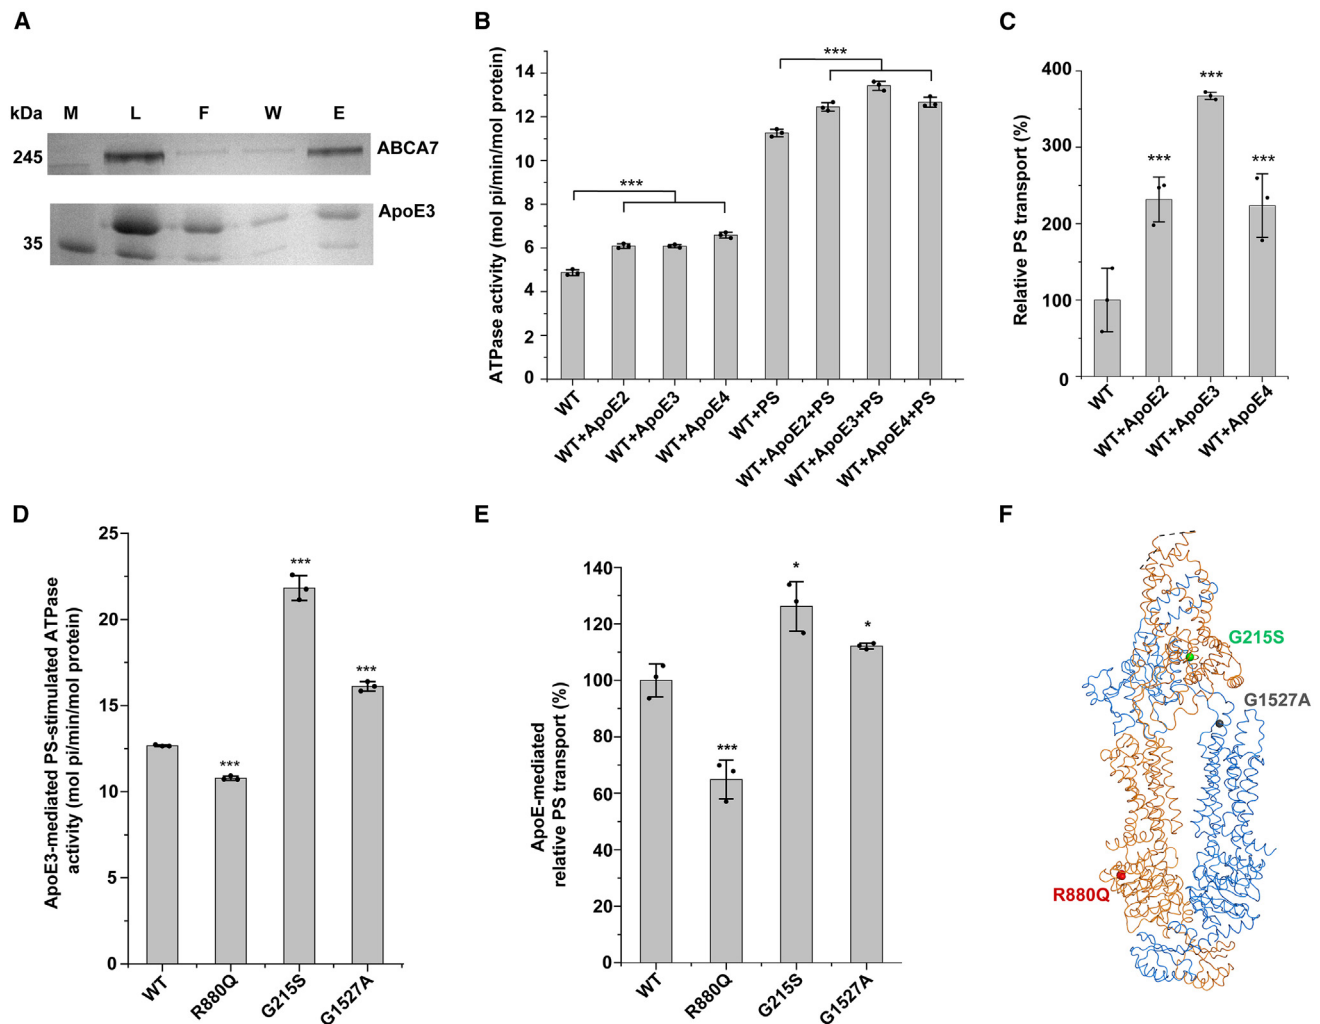 A
kDa
M
L
F
W
E
245
ABCA7
ApoE3
35
B
ATPase activity (mol pi/min/mol protein)
14
12
10
8
6
4
2
0
***
***
WT
WT+ApoE2
WT+ApoE3
WT+ApoE4
WT+PS
WT+ApoE2+PS
WT+ApoE3+PS
WT+ApoE4+PS
C
Relative PS transport (%)
400
300
200
100
0
***
***
***
WT
WT+ApoE2
WT+ApoE3
WT+ApoE4
D
ApoE3-mediated PS-stimulated ATPase
activity (mol pi/min/mol protein)
25
20
15
10
5
0
***
***
***
WT
R880Q
G215S
G1527A
E
ApoE-mediated
relative PS transport (%)
140
120
100
80
60
40
20
0
***
*
*
WT
R880Q
G215S
G1527A
F
G215S
G1527A
R880Q